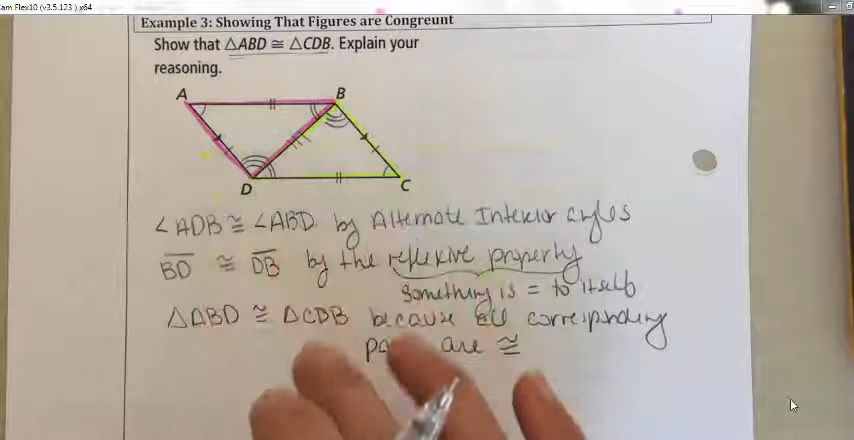 am Flex10 (v3.5.123 ) x64
Example 3: Showing That Figures are Congruent
Show that △ABD ≅ △CDB. Explain your
reasoning.
A
B
D
C
∠ADB ≅ ∠ABD by Alternate Interior angles
BD ≅ DB by the reflexive property
Something is = to itself
△ABD ≅ △CDB because all corresponding
are ≅